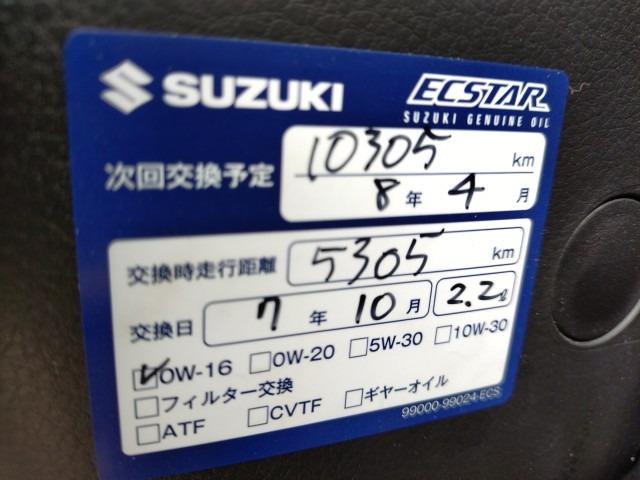 SUZUKI ECSTAR
SUZUKI GENUINE OIL
次回交換予定 10305 km
8年 4月
交換時走行距離 5305 km
交換日 7年 10月 2.2ℓ
☑0W-16 □0W-20 □5W-30 □10W-30
□フィルター交換
□ATF □CVTF □ギヤーオイル
99000-99024-ECS